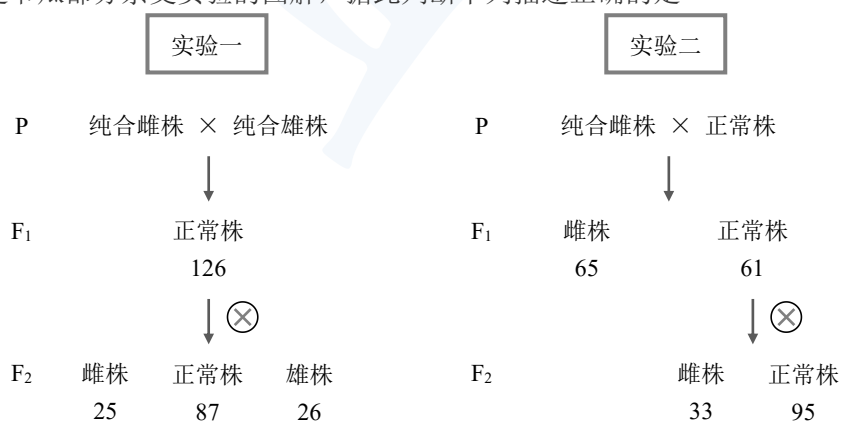 实验一 实验二
P 纯合雌株 × 纯合雄株 P 纯合雌株 × 正常株
F₁ 正常株 F₁ 雌株 正常株
126 65 61
F₂ 雌株 正常株 雄株 F₂ 雌株 正常株
25 87 26 33 95